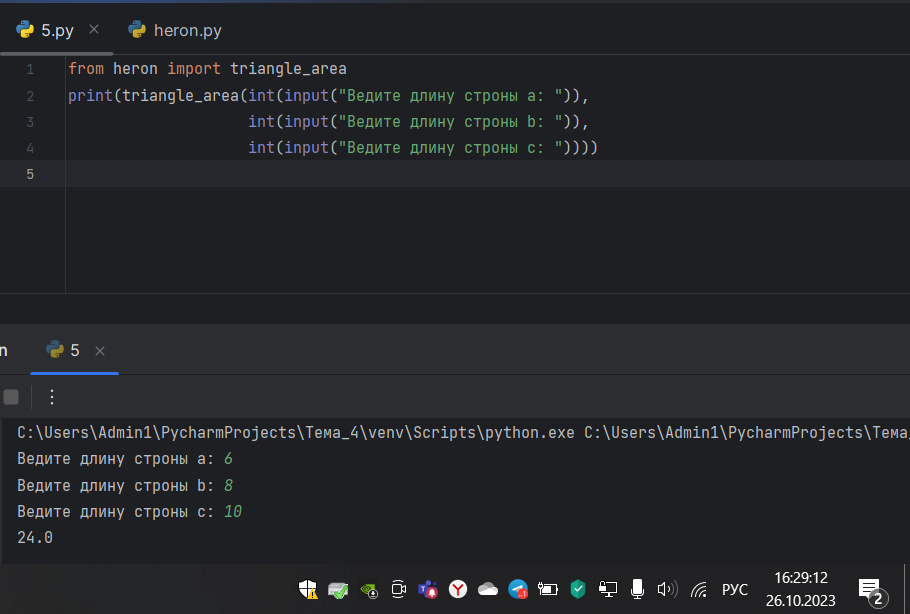 5.py
heron.py
1 from heron import triangle_area
2 print(triangle_area(int(input("Ведите длину строны a: ")),
3 int(input("Ведите длину строны b: ")),
4 int(input("Ведите длину строны c: "))))
5
n
5
C:\Users\Admin1\PycharmProjects\Тема_4\venv\Scripts\python.exe C:\Users\Admin1\PycharmProjects\Тема_
Ведите длину строны a: 6
Ведите длину строны b: 8
Ведите длину строны c: 10
24.0
РУС
16:29:12
26.10.2023
2